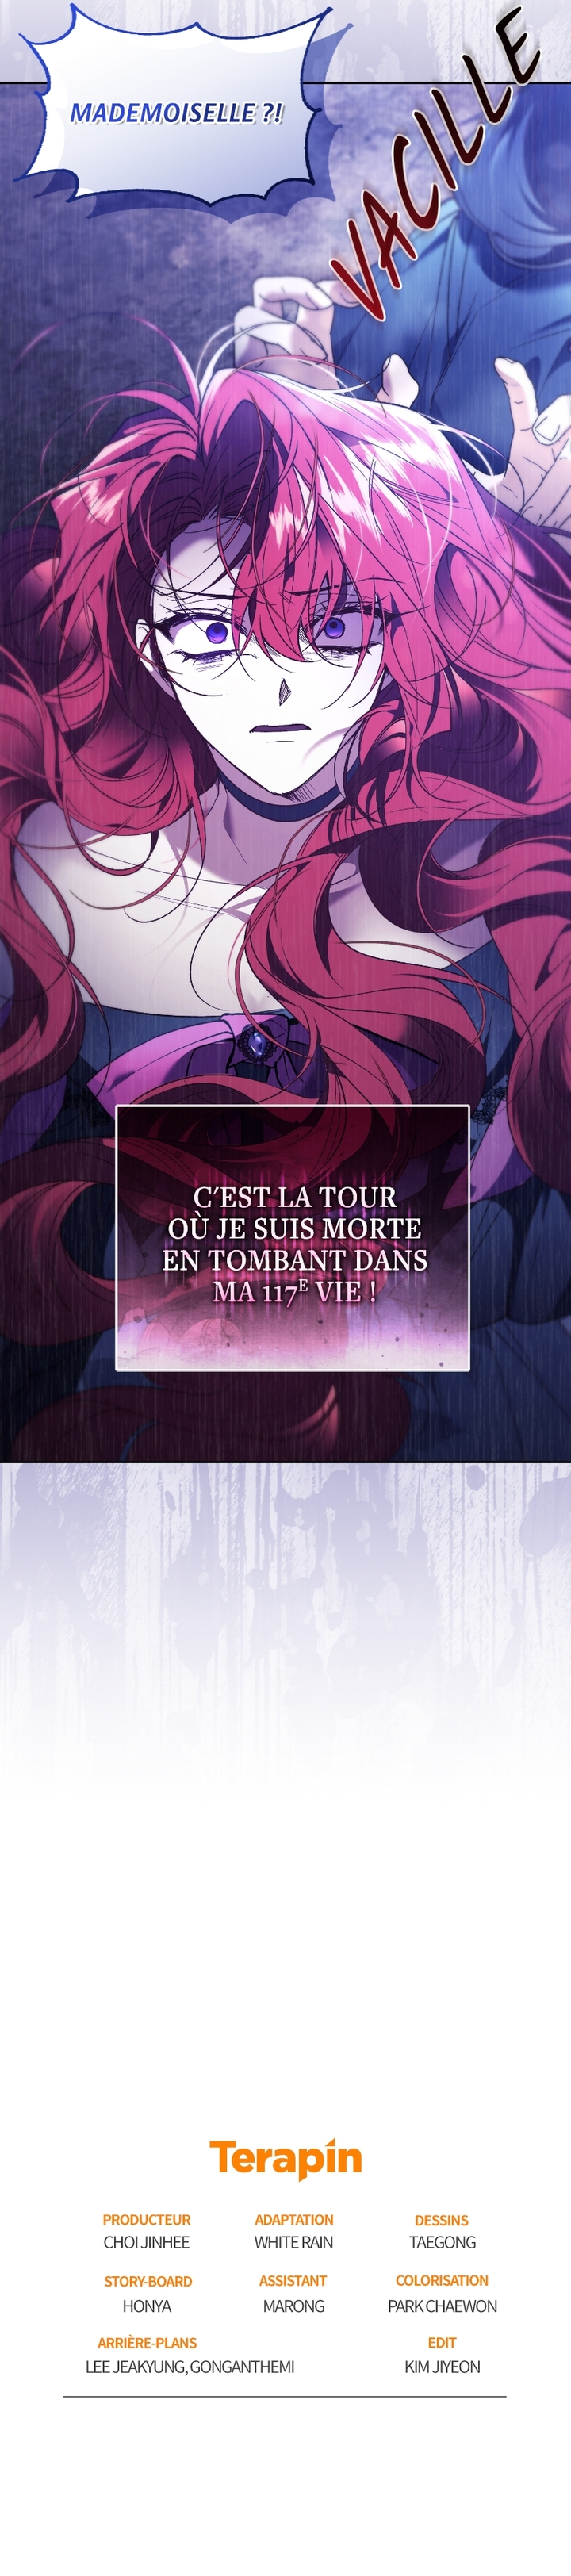 MADEMOISELLE ?!
VACILLE
C'EST LA TOUR
OÙ JE SUIS MORTE
EN TOMBANT DANS
MA 117E VIE !
Terapin
PRODUCTEUR
CHOI JINHEE
ADAPTATION
WHITE RAIN
DESSINS
TAEGONG
STORY-BOARD
HONYA
ASSISTANT
MARONG
COLORISATION
PARK CHAEWON
ARRIÈRE-PLANS
LEE JEAKYUNG, GONGANTHEMI
EDIT
KIM JIYEON